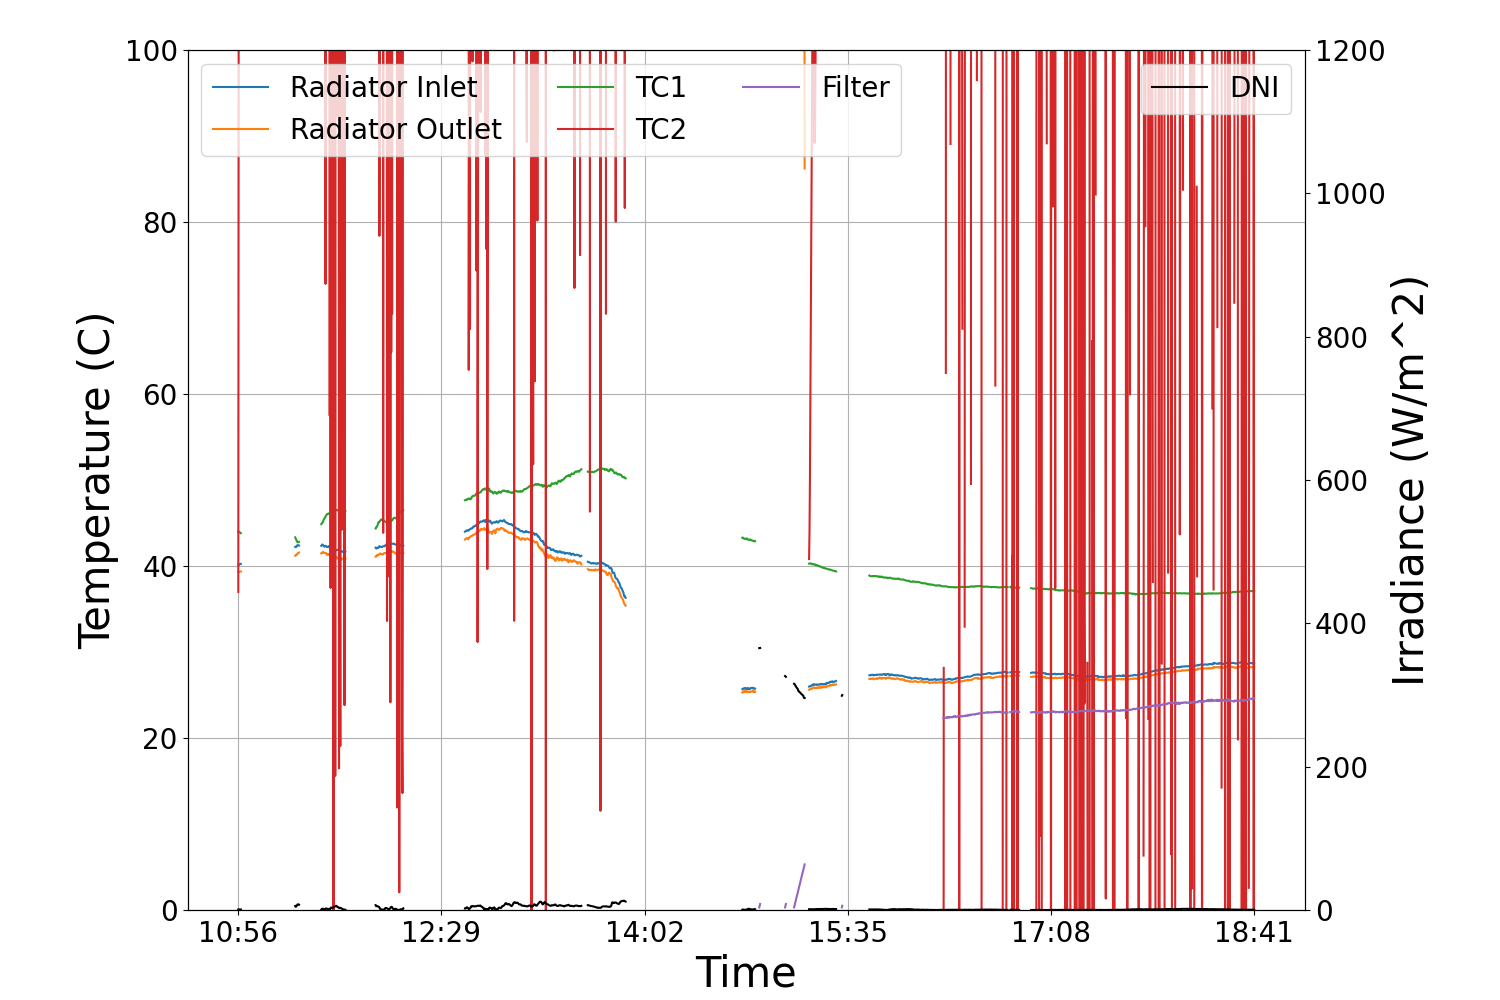 100
80
60
40
20
0
Temperature (C)
Radiator Inlet
Radiator Outlet
TC1
TC2
Filter
DNI
1200
1000
800
600
400
200
0
Irradiance (W/m^2)
10:56
12:29
14:02
15:35
17:08
18:41
Time